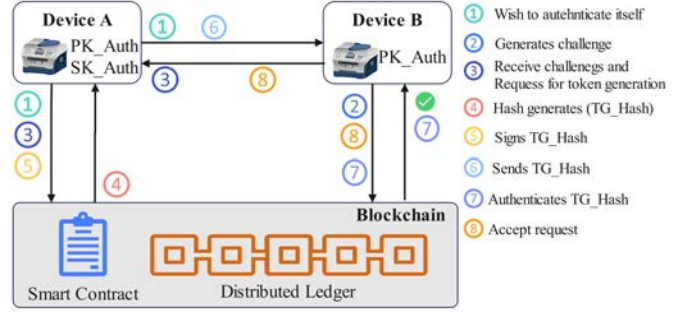 Device A
PK_Auth
SK_Auth
1
6
3
8
Device B
PK_Auth
1
3
5
4
2
8
7
7
Blockchain
Smart Contract
Distributed Ledger
1 Wish to autehnticate itself
2 Generates challenge
3 Receive challenegs and
Requess for token generation
4 Hash generates (TG_Hash)
5 Signs TG_Hash
6 Sends TG_Hash
7 Authenticates TG_Hash
8 Accept request